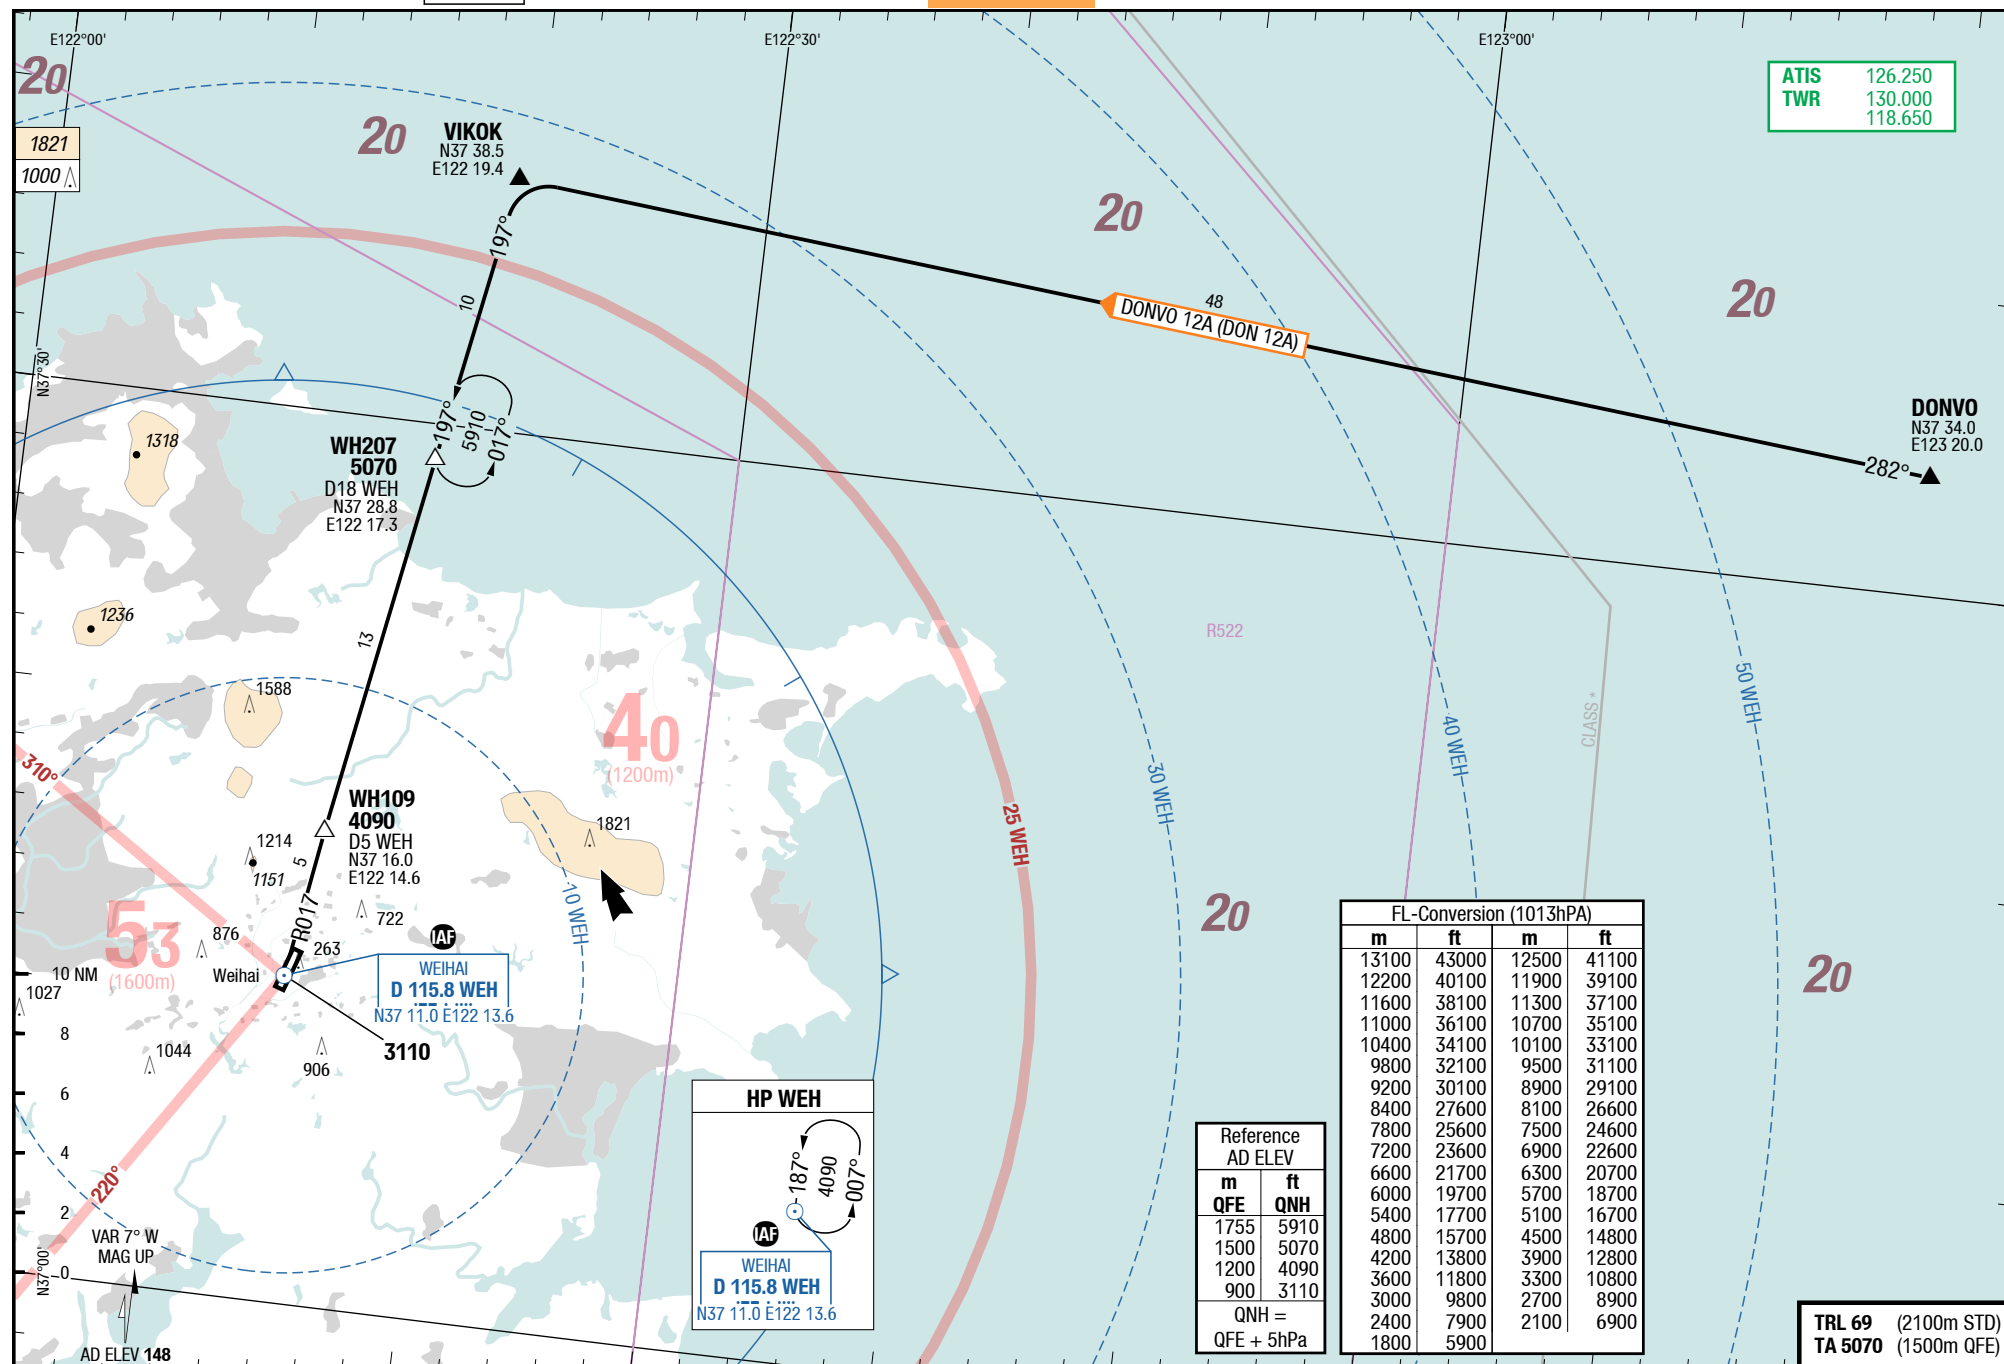 E122°00'
E122°30'
E123°00'
20
20
20
20
ATIS 126.250
TWR 130.000
118.650
1821
1000
VIKOK
N37 38.5
E122 19.4
197°
10
48
DONVO 12A (DON 12A)
DONVO
N37 34.0
E123 20.0
282°
N37°30'
197°
5910
017°
WH207
5070
D18 WEH
N37 28.8
E122 17.3
1318
1236
13
1588
R522
40
(1200m)
CLASS *
50 WEH
40 WEH
30 WEH
25 WEH
10 WEH
310°
WH109
4090
D5 WEH
N37 16.0
E122 14.6
1821
1214
1151
5
R017
722
876
263
53
(1600m)
IAF
WEIHAI
D 115.8 WEH
N37 11.0 E122 13.6
Weihai
10 NM
1027
8
6
4
2
0
1044
906
3110
220°
VAR 7° W
MAG UP
N37°00'
AD ELEV 148
HP WEH
187°
4090
007°
IAF
WEIHAI
D 115.8 WEH
N37 11.0 E122 13.6
20
20
Reference
AD ELEV
m ft
QFE QNH
1755 5910
1500 5070
1200 4090
900 3110
QNH =
QFE + 5hPa
FL-Conversion (1013hPA)
m ft m ft
13100 43000 12500 41100
12200 40100 11900 39100
11600 38100 11300 37100
11000 36100 10700 35100
10400 34100 10100 33100
9800 32100 9500 31100
9200 30100 8900 29100
8400 27600 8100 26600
7800 25600 7500 24600
7200 23600 6900 22600
6600 21700 6300 20700
6000 19700 5700 18700
5400 17700 5100 16700
4800 15700 4500 14800
4200 13800 3900 12800
3600 11800 3300 10800
3000 9800 2700 8900
2400 7900 2100 6900
1800 5900
TRL 69 (2100m STD)
TA 5070 (1500m QFE)